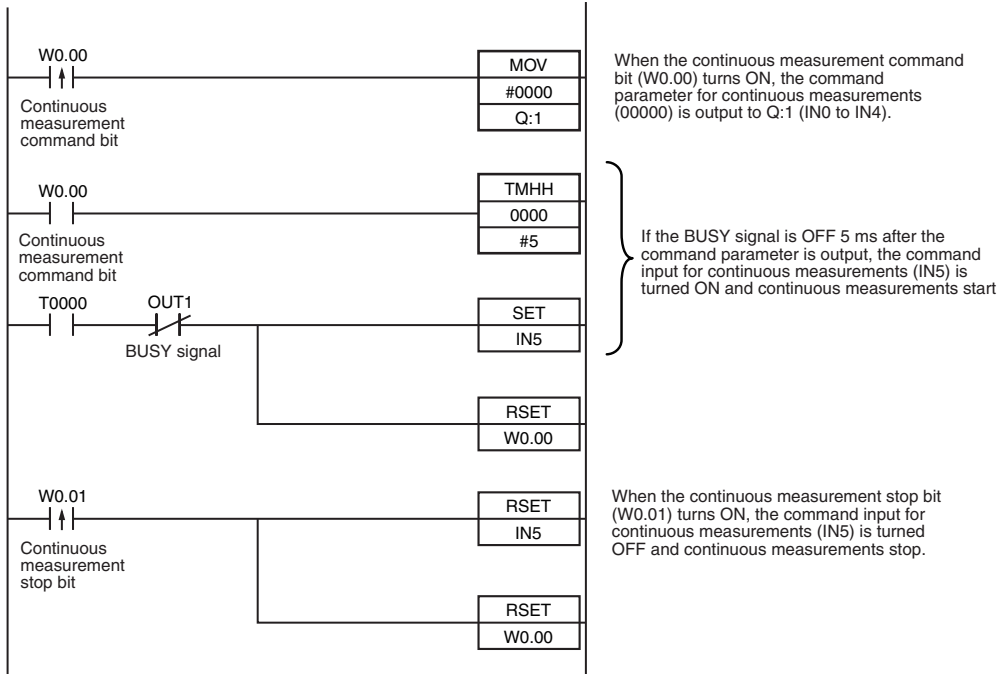 W0.00
Continuous
measurement
command bit
MOV
#0000
Q:1
When the continuous measurement command
bit (W0.00) turns ON, the command
parameter for continuous measurements
(00000) is output to Q:1 (IN0 to IN4).
W0.00
Continuous
measurement
command bit
TMHH
0000
#5
If the BUSY signal is OFF 5 ms after the
command parameter is output, the command
input for continuous measurements (IN5) is
turned ON and continuous measurements start
T0000
OUT1
BUSY signal
SET
IN5
RSET
W0.00
W0.01
Continuous
measurement
stop bit
RSET
IN5
When the continuous measurement stop bit
(W0.01) turns ON, the command input for
continuous measurements (IN5) is turned
OFF and continuous measurements stop.
RSET
W0.00